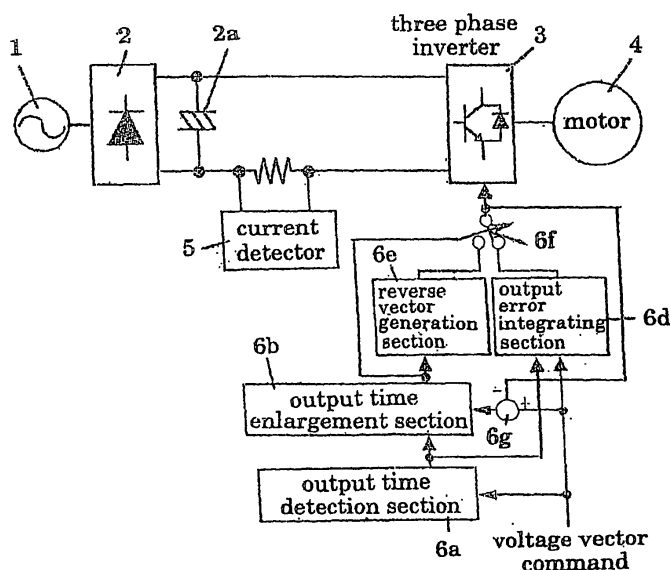 three phase
inverter
1
2
2a
3
4
motor
5
current
detector
6f
6e
reverse
vector
generation
section
output
error
integrating
section
6d
6b
output time
enlargement section
-
+
6g
output time
detection section
6a
voltage vector
command